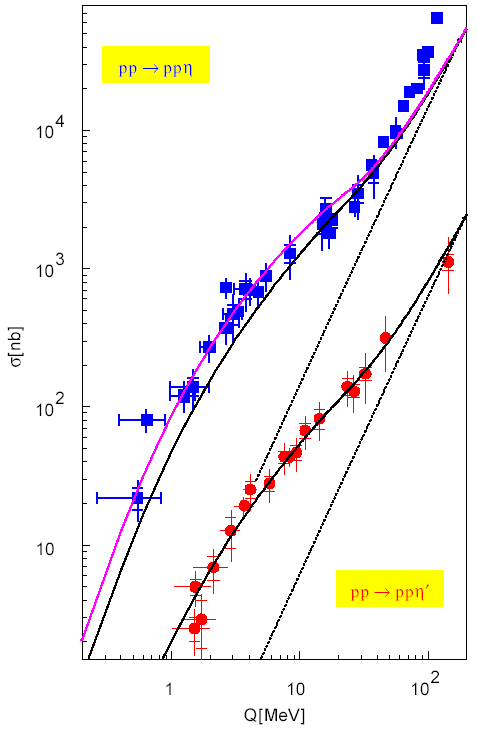 pp → ppη
10⁴
10³
σ[nb]
10²
10
pp → ppη′
1 10 10²
Q[MeV]